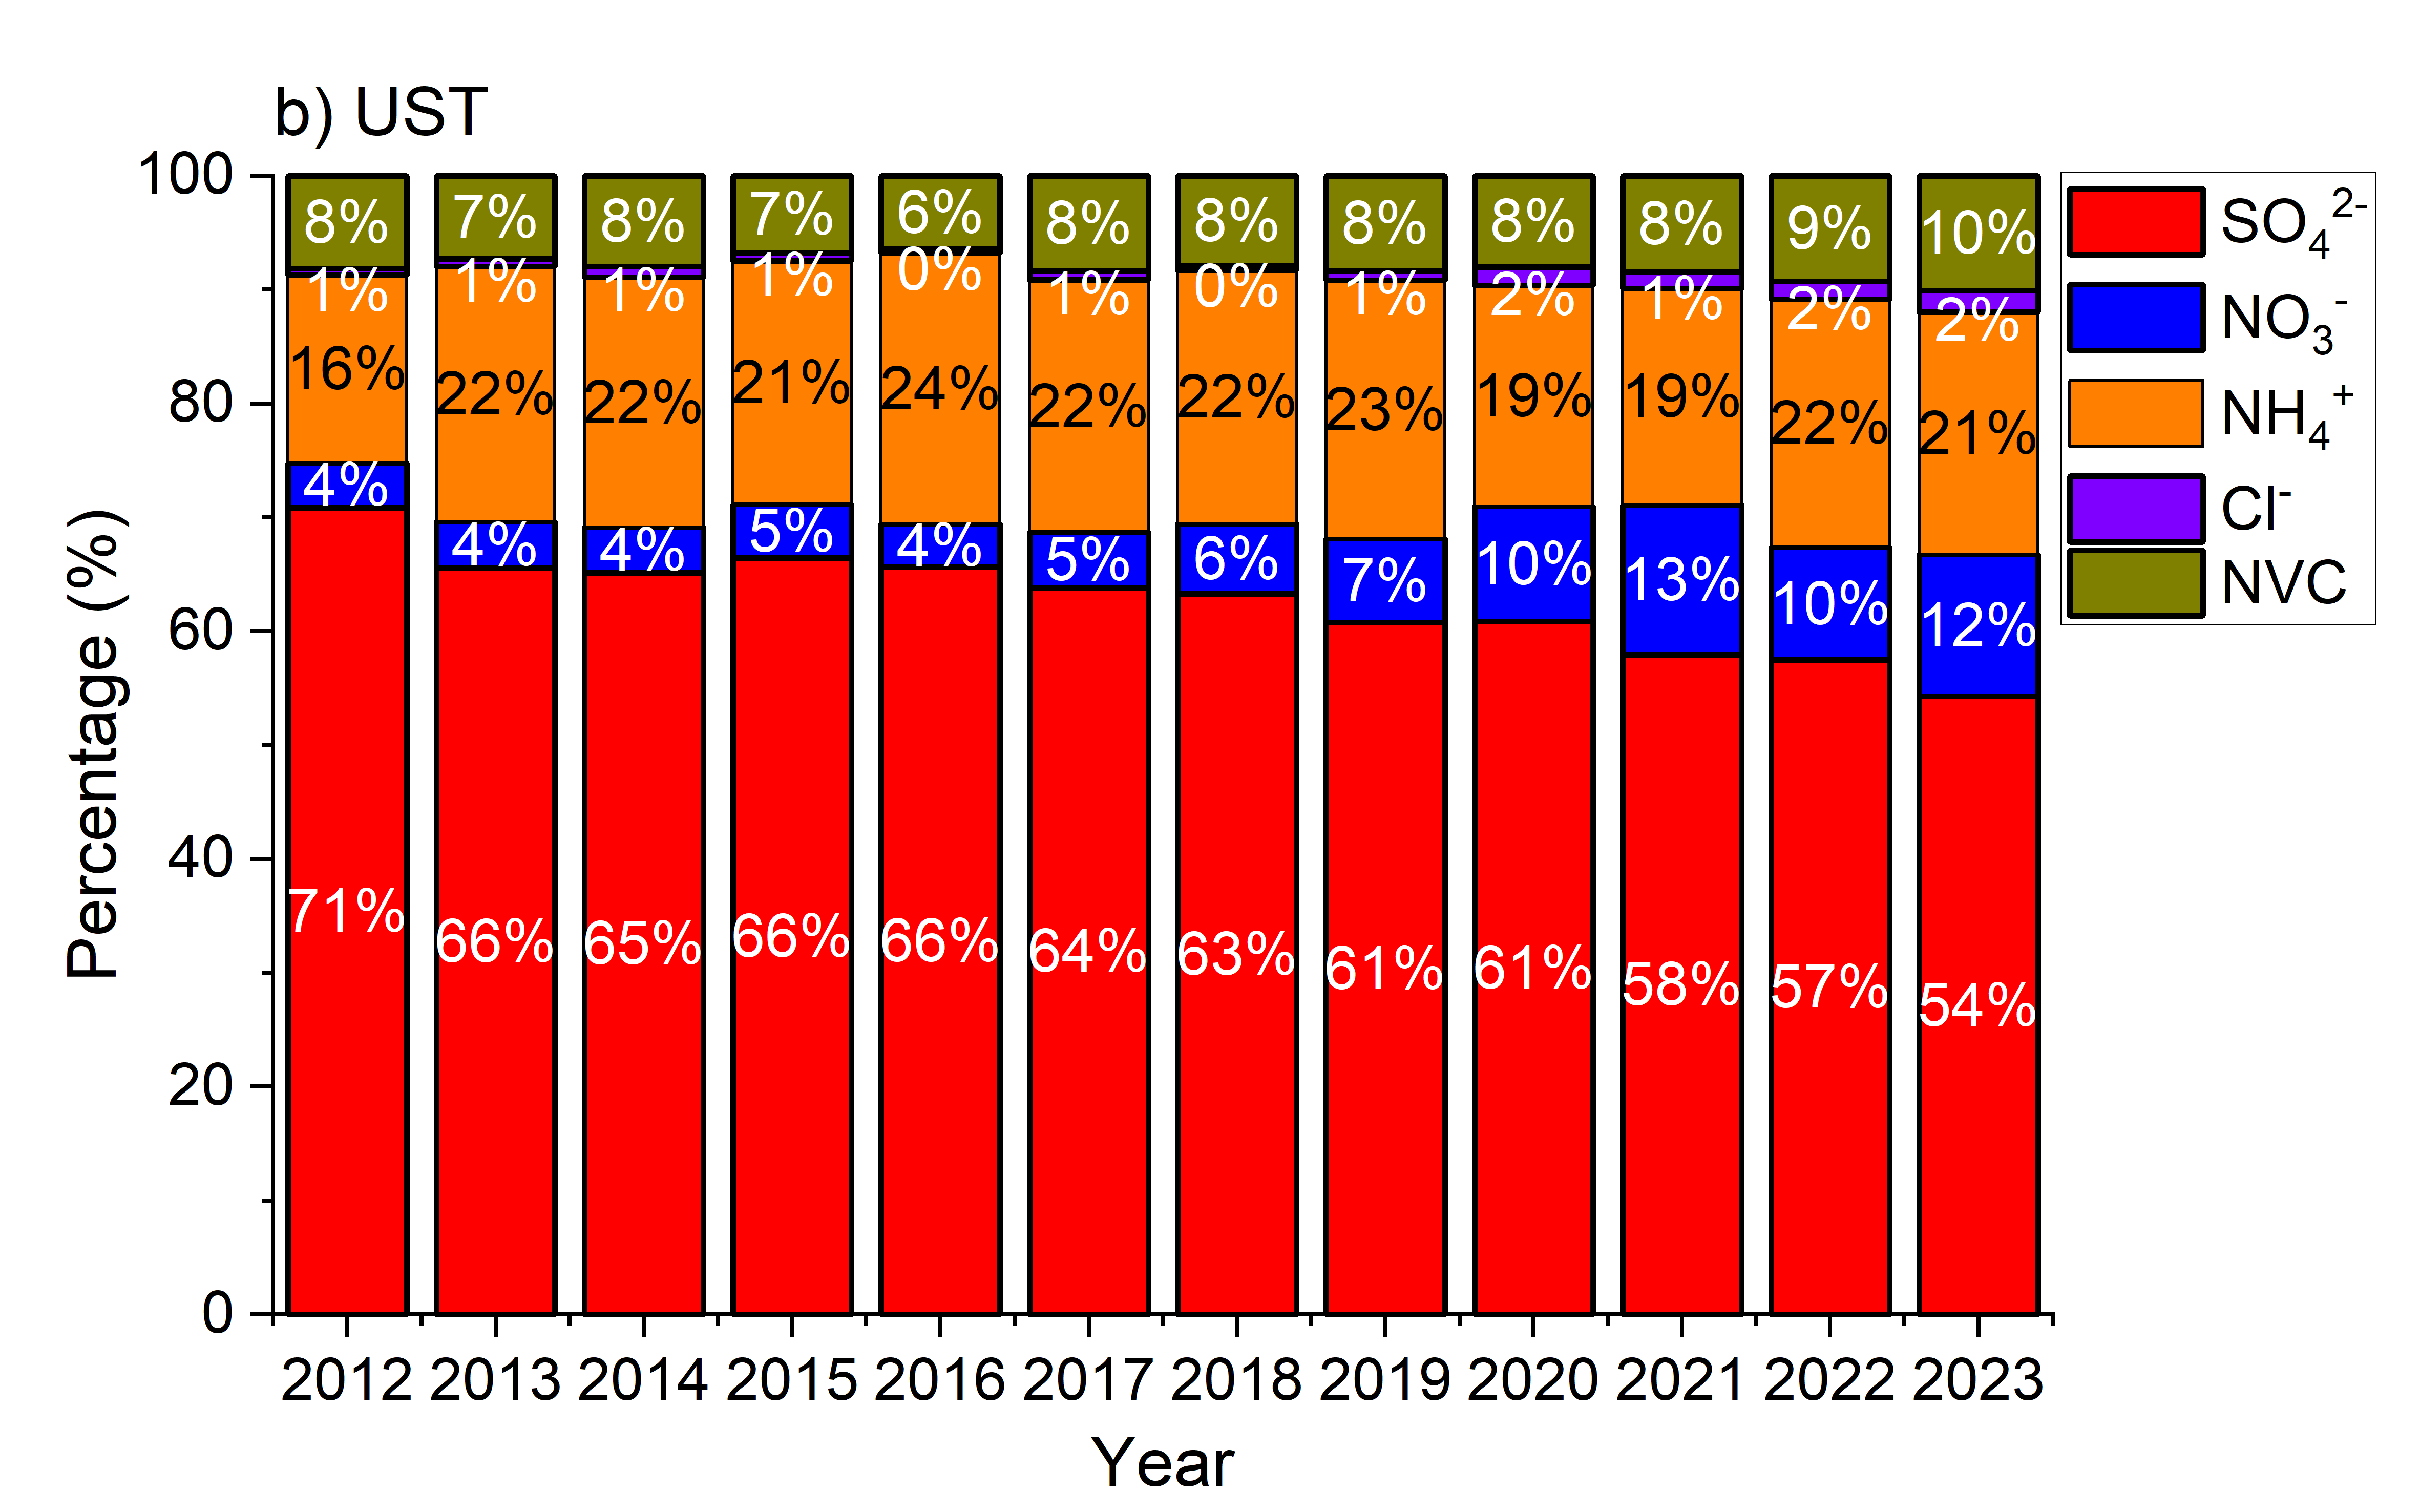 b) UST
Percentage (%)
100
80
60
40
20
0
8% 7% 8% 7% 6% 8% 8% 8% 8% 8% 9% 10%
1% 1% 1% 1% 0% 1% 0% 1% 2% 1% 2% 2%
16% 22% 22% 21% 24% 22% 22% 23% 19% 19% 22% 21%
4% 4% 4% 5% 4% 5% 6% 7% 10% 13% 10% 12%
71% 66% 65% 66% 66% 64% 63% 61% 61% 58% 57% 54%
2012 2013 2014 2015 2016 2017 2018 2019 2020 2021 2022 2023
Year
SO₄²⁻
NO₃⁻
NH₄⁺
Cl⁻
NVC